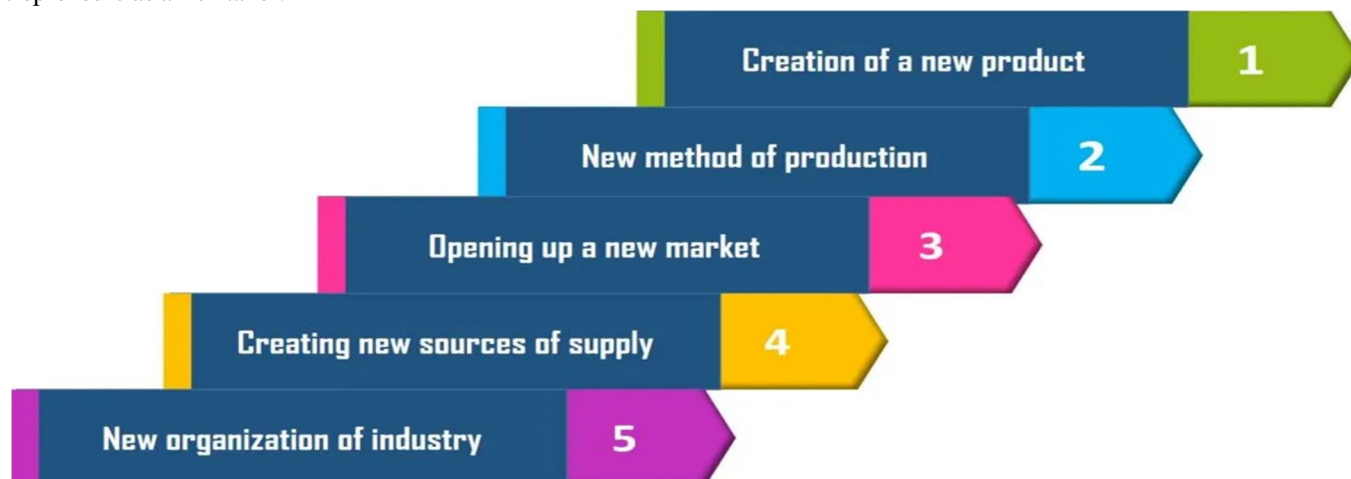 Creation of a new product 1
New method of production 2
Opening up a new market 3
Creating new sources of supply 4
New organization of industry 5